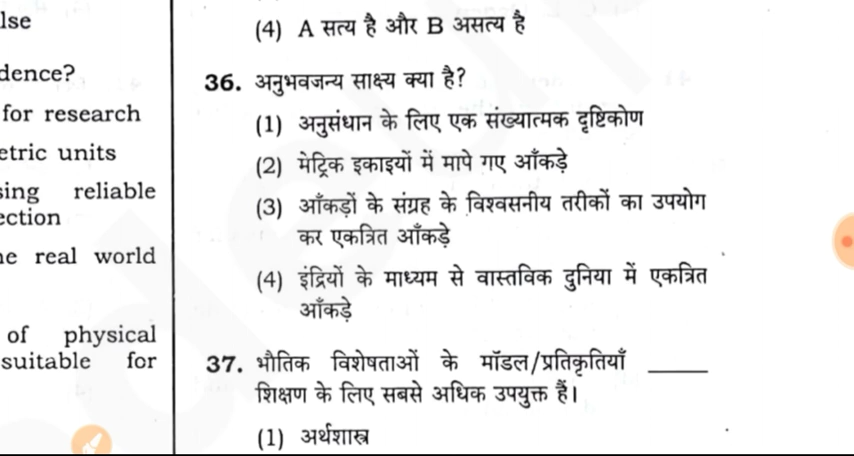 lse
dence?
for research
etric units
sing reliable
ection
he real world
of physical
suitable for
(4) A सत्य है और B असत्य है
36. अनुभवजन्य साक्ष्य क्या है?
(1) अनुसंधान के लिए एक संख्यात्मक दृष्टिकोण
(2) मेट्रिक इकाइयों में मापे गए आँकड़े
(3) आँकड़ों के संग्रह के विश्वसनीय तरीकों का उपयोग
कर एकत्रित आँकड़े
(4) इंद्रियों के माध्यम से वास्तविक दुनिया में एकत्रित
आँकड़े
37. भौतिक विशेषताओं के मॉडल/प्रतिकृतियाँ ______
शिक्षण के लिए सबसे अधिक उपयुक्त हैं।
(1) अर्थशास्त्र